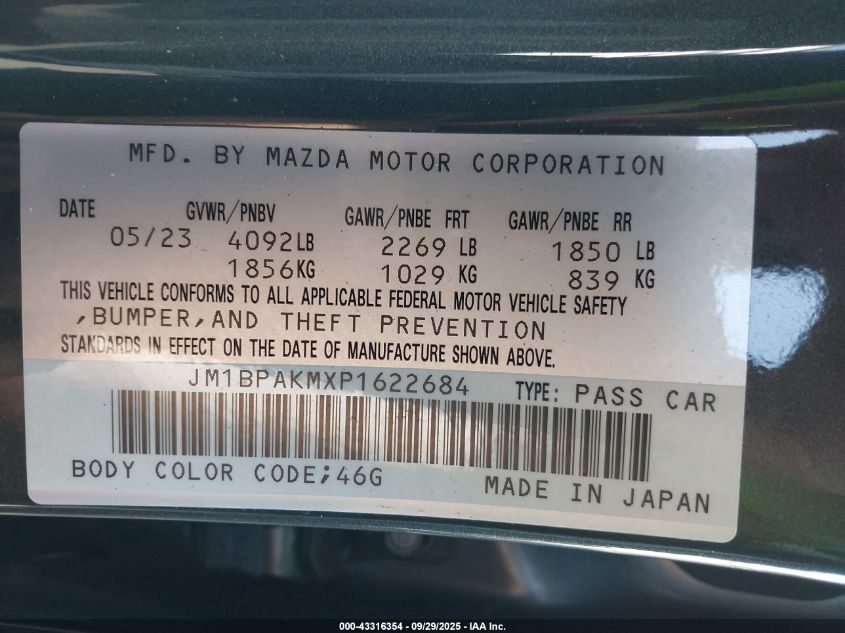 MFD. BY MAZDA MOTOR CORPORATION
DATE GVWR/PNBV GAWR/PNBE FRT GAWR/PNBE RR
05/23 4092LB 2269 LB 1850 LB
1856KG 1029 KG 839 KG
THIS VEHICLE CONFORMS TO ALL APPLICABLE FEDERAL MOTOR VEHICLE SAFETY
,BUMPER,AND THEFT PREVENTION
STANDARDS IN EFFECT ON THE DATE OF MANUFACTURE SHOWN ABOVE.
JM1BPAKMXP1622684 TYPE: PASS CAR
BODY COLOR CODE;46G MADE IN JAPAN
000-43316354 - 09/29/2025 - IAA Inc.